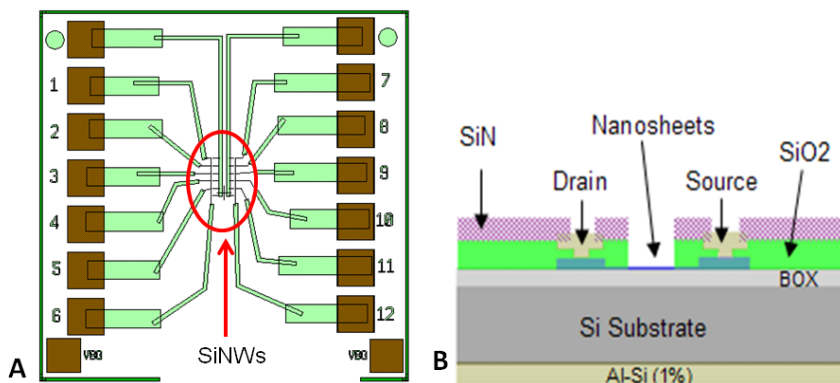 1
2
3
4
5
6
7
8
9
10
11
12
VBG
VBG
SiNWs
A
SiN
Nanosheets
SiO2
Drain
Source
BOX
Si Substrate
Al-Si (1%)
B